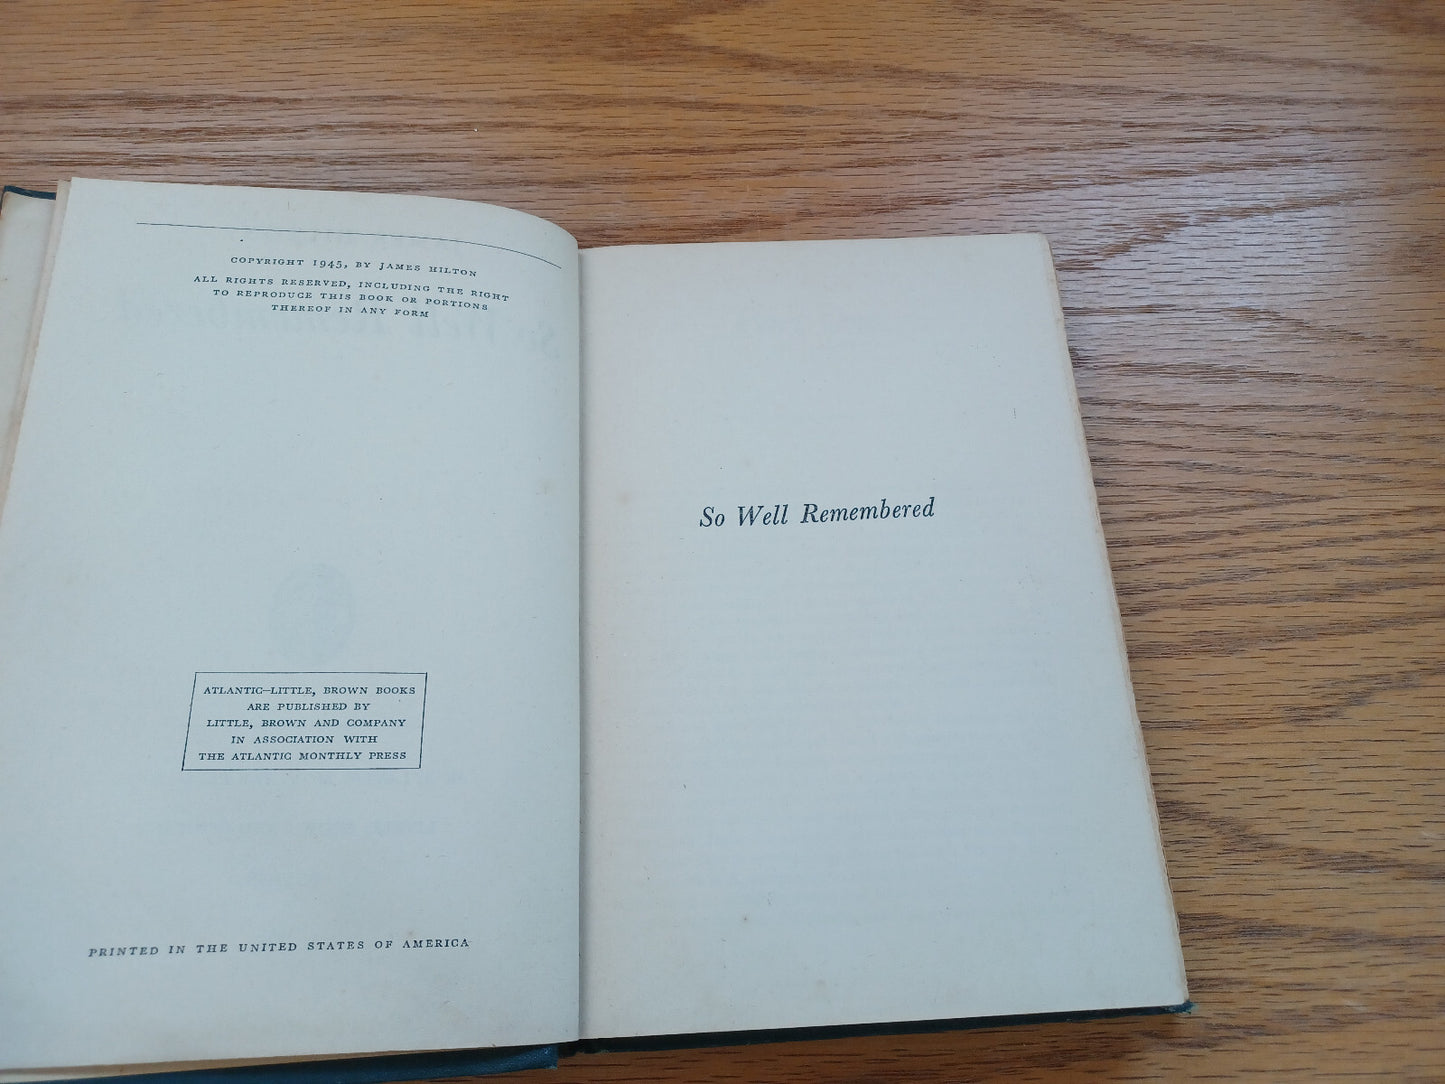 COPYRIGHT 1945, BY JAMES HILTON
ALL RIGHTS RESERVED, INCLUDING THE RIGHT
TO REPRODUCE THIS BOOK OR PORTIONS
THEREOF IN ANY FORM
ATLANTIC–LITTLE, BROWN BOOKS
ARE PUBLISHED BY
LITTLE, BROWN AND COMPANY
IN ASSOCIATION WITH
THE ATLANTIC MONTHLY PRESS
PRINTED IN THE UNITED STATES OF AMERICA
So Well Remembered